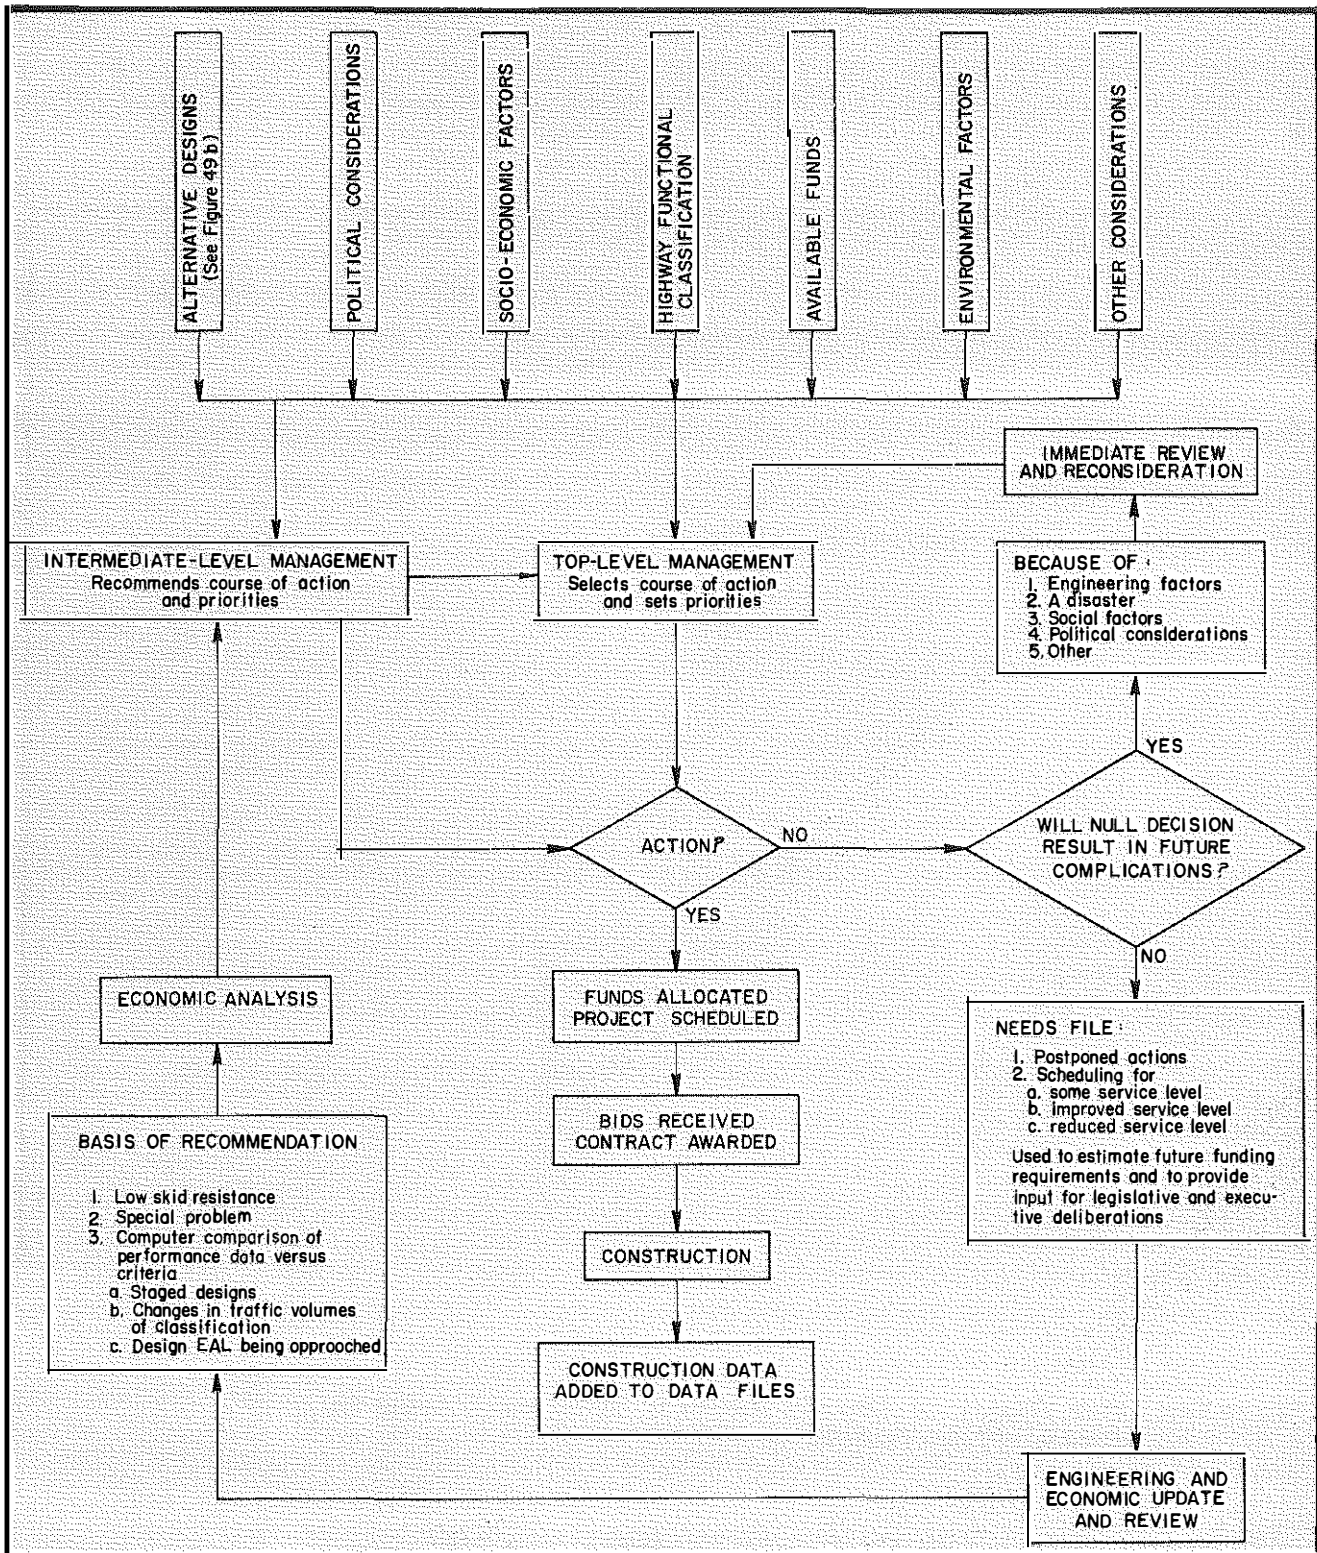 ALTERNATIVE DESIGNS
(See Figure 49b)
POLITICAL CONSIDERATIONS
SOCIO-ECONOMIC FACTORS
HIGHWAY FUNCTIONAL
CLASSIFICATION
AVAILABLE FUNDS
ENVIRONMENTAL FACTORS
OTHER CONSIDERATIONS
IMMEDIATE REVIEW
AND RECONSIDERATION
INTERMEDIATE-LEVEL MANAGEMENT
Recommends course of action
and priorities
TOP-LEVEL MANAGEMENT
Selects course of action
and sets priorities
BECAUSE OF:
1. Engineering factors
2. A disaster
3. Social factors
4. Political considerations
5. Other
YES
ACTION?
NO
WILL NULL DECISION
RESULT IN FUTURE
COMPLICATIONS?
YES
NO
ECONOMIC ANALYSIS
FUNDS ALLOCATED
PROJECT SCHEDULED
NEEDS FILE:
1. Postponed actions
2. Scheduling for
a. some service level
b. improved service level
c. reduced service level
Used to estimate future funding
requirements and to provide
input for legislative and execu-
tive deliberations
BIDS RECEIVED
CONTRACT AWARDED
BASIS OF RECOMMENDATION
1. Low skid resistance
2. Special problem
3. Computer comparison of
performance data versus
criteria
a. Staged designs
b. Changes in traffic volumes
of classification
c. Design EAL being opproached
CONSTRUCTION
CONSTRUCTION DATA
ADDED TO DATA FILES
ENGINEERING AND
ECONOMIC UPDATE
AND REVIEW